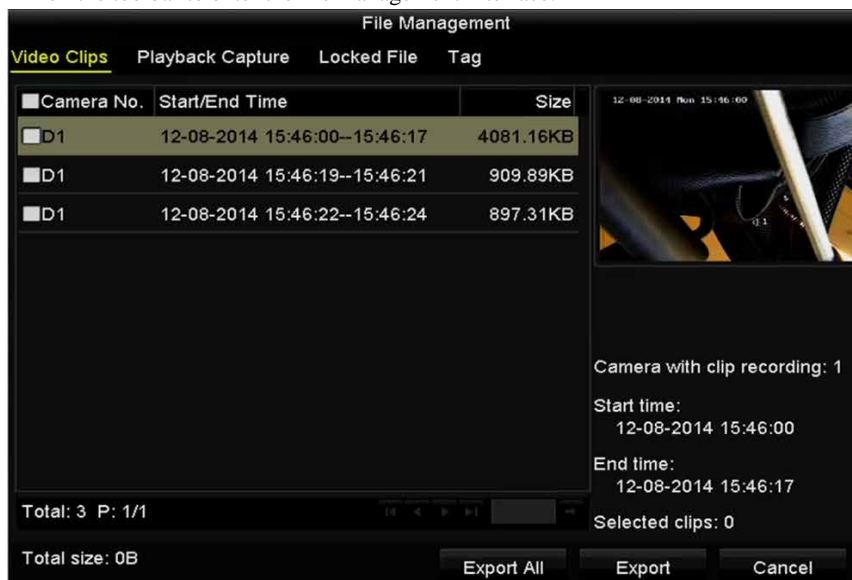 File Management
Video Clips Playback Capture Locked File Tag
Camera No. Start/End Time Size
D1 12-08-2014 15:46:00--15:46:17 4081.16KB
D1 12-08-2014 15:46:19--15:46:21 909.89KB
D1 12-08-2014 15:46:22--15:46:24 897.31KB
Total: 3 P: 1/1
Total size: 0B
12-08-2014 Mon 15:46:00
Camera with clip recording: 1
Start time:
12-08-2014 15:46:00
End time:
12-08-2014 15:46:17
Selected clips: 0
Export All Export Cancel